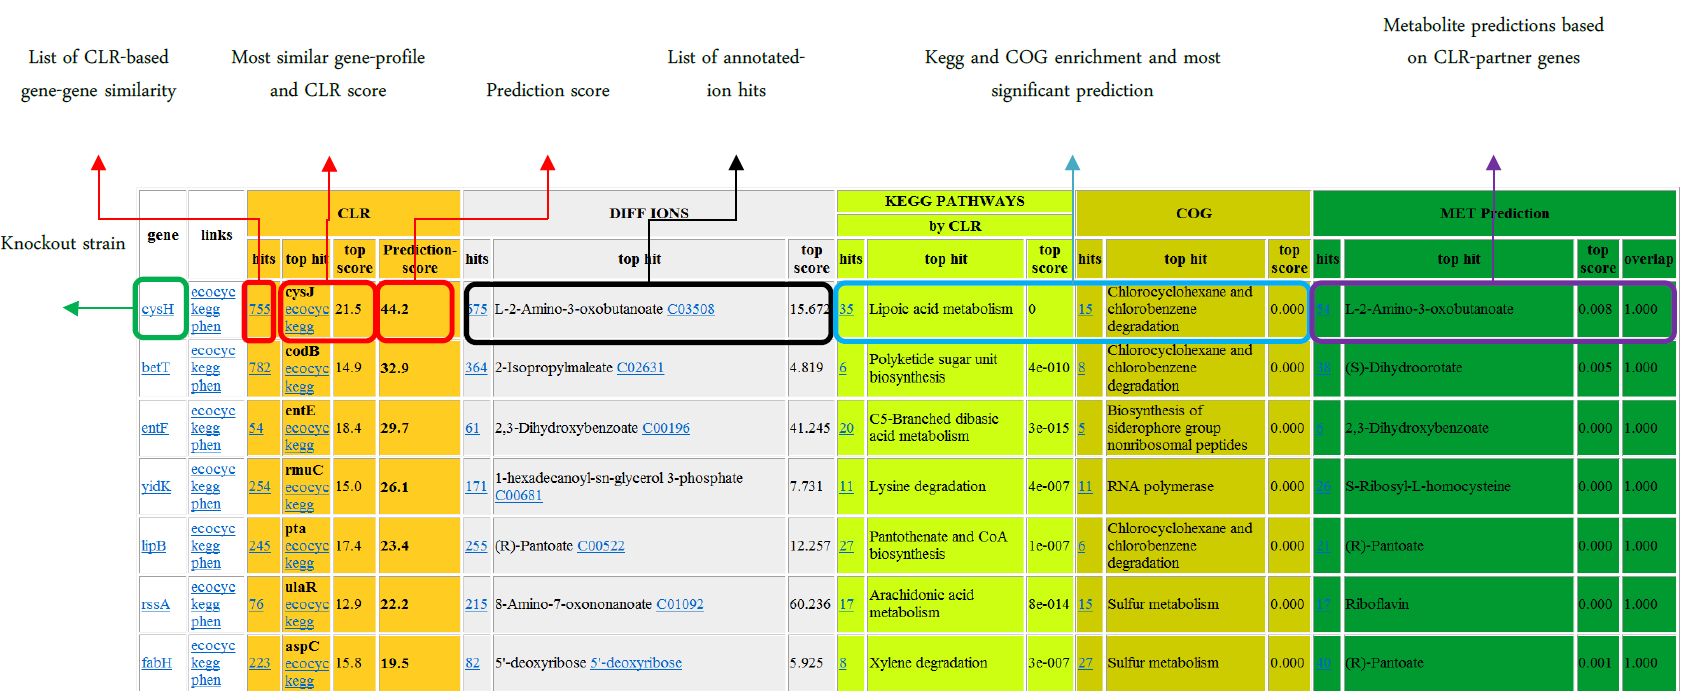 Metabolite predictions based
on CLR-partner genes
List of CLR-based
gene-gene similarity
Most similar gene-profile
and CLR score
Prediction score
List of annotated-
ion hits
Kegg and COG enrichment and most
significant prediction
Knockout strain
gene links CLR DIFF IONS KEGG PATHWAYS COG MET Prediction
by CLR
hits top hit top score Prediction-score hits top hit top score hits top hit top score hits top hit top score hits top hit top score overlap
cysH ecocyc kegg phen 755 cysJ ecocyc kegg 21.5 44.2 675 L-2-Amino-3-oxobutanoate C03508 15.672 35 Lipoic acid metabolism 0 15 Chlorocyclohexane and chlorobenzene degradation 0.000 L-2-Amino-3-oxobutanoate 0.008 1.000
betT ecocyc kegg phen 782 codB ecocyc kegg 14.9 32.9 364 2-Isopropylmaleate C02631 4.819 6 Polyketide sugar unit biosynthesis 4e-010 8 Chlorocyclohexane and chlorobenzene degradation 0.000 (S)-Dihydroorotate 0.005 1.000
entF ecocyc kegg phen 54 entE ecocyc kegg 18.4 29.7 61 2,3-Dihydroxybenzoate C00196 41.245 20 C5-Branched dibasic acid metabolism 3e-015 5 Biosynthesis of siderophore group nonribosomal peptides 0.000 2,3-Dihydroxybenzoate 0.000 1.000
yidK ecocyc kegg phen 254 rmuC ecocyc kegg 15.0 26.1 171 1-hexadecanoyl-sn-glycerol 3-phosphate C00681 7.731 11 Lysine degradation 4e-007 11 RNA polymerase 0.000 26 S-Ribosyl-L-homocysteine 0.000 1.000
lipB ecocyc kegg phen 245 pta ecocyc kegg 17.4 23.4 255 (R)-Pantoate C00522 12.257 27 Pantothenate and CoA biosynthesis 1e-007 6 Chlorocyclohexane and chlorobenzene degradation 0.000 21 (R)-Pantoate 0.000 1.000
rssA ecocyc kegg phen 76 ulaR ecocyc kegg 12.9 22.2 215 8-Amino-7-oxononanoate C01092 60.236 17 Arachidonic acid metabolism 8e-014 15 Sulfur metabolism 0.000 17 Riboflavin 0.000 1.000
fabH ecocyc kegg phen 223 aspC ecocyc kegg 15.8 19.5 82 5'-deoxyribose 5'-deoxyribose 5.925 8 Xylene degradation 3e-007 27 Sulfur metabolism 0.000 40 (R)-Pantoate 0.001 1.000